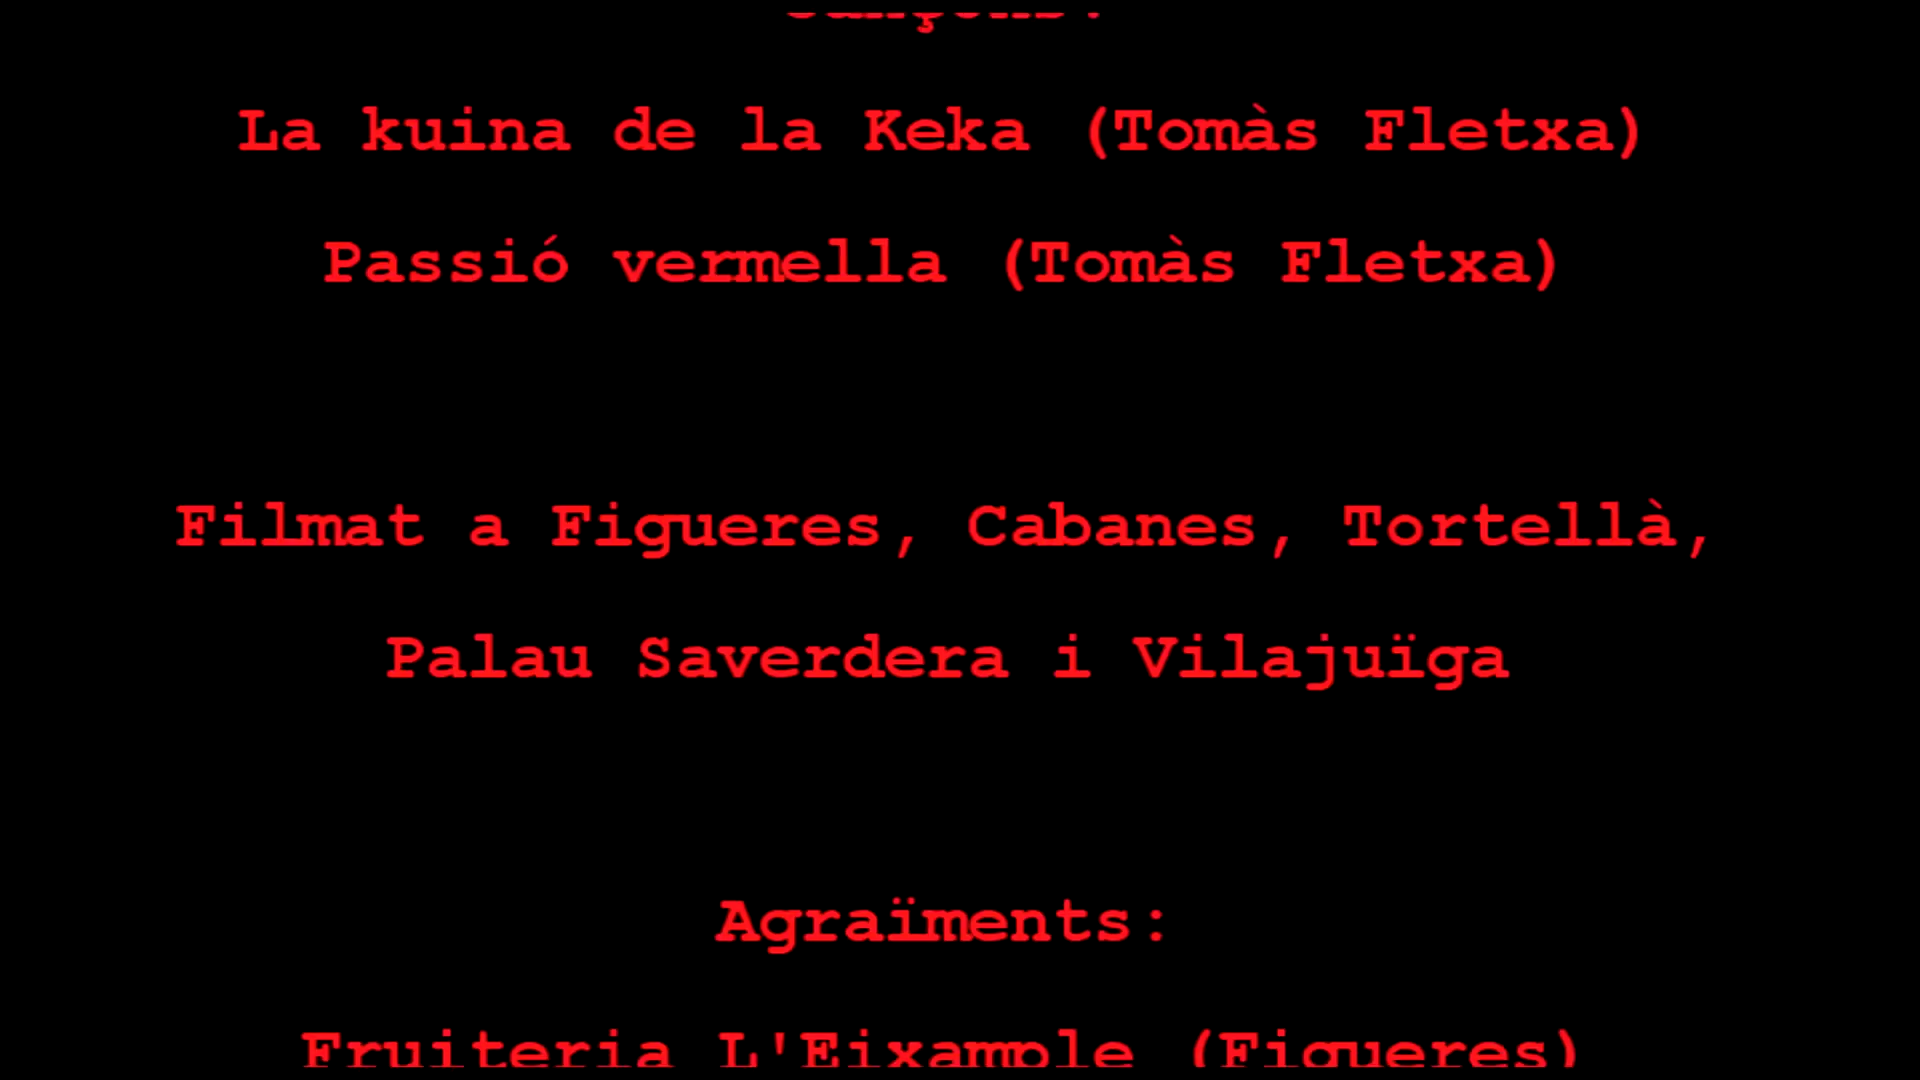 Cançons:
La kuina de la Keka (Tomàs Fletxa)
Passió vermella (Tomàs Fletxa)
Filmat a Figueres, Cabanes, Tortellà,
Palau Saverdera i Vilajuïga
Agraïments:
Fruiteria L'Eixample (Figueres)